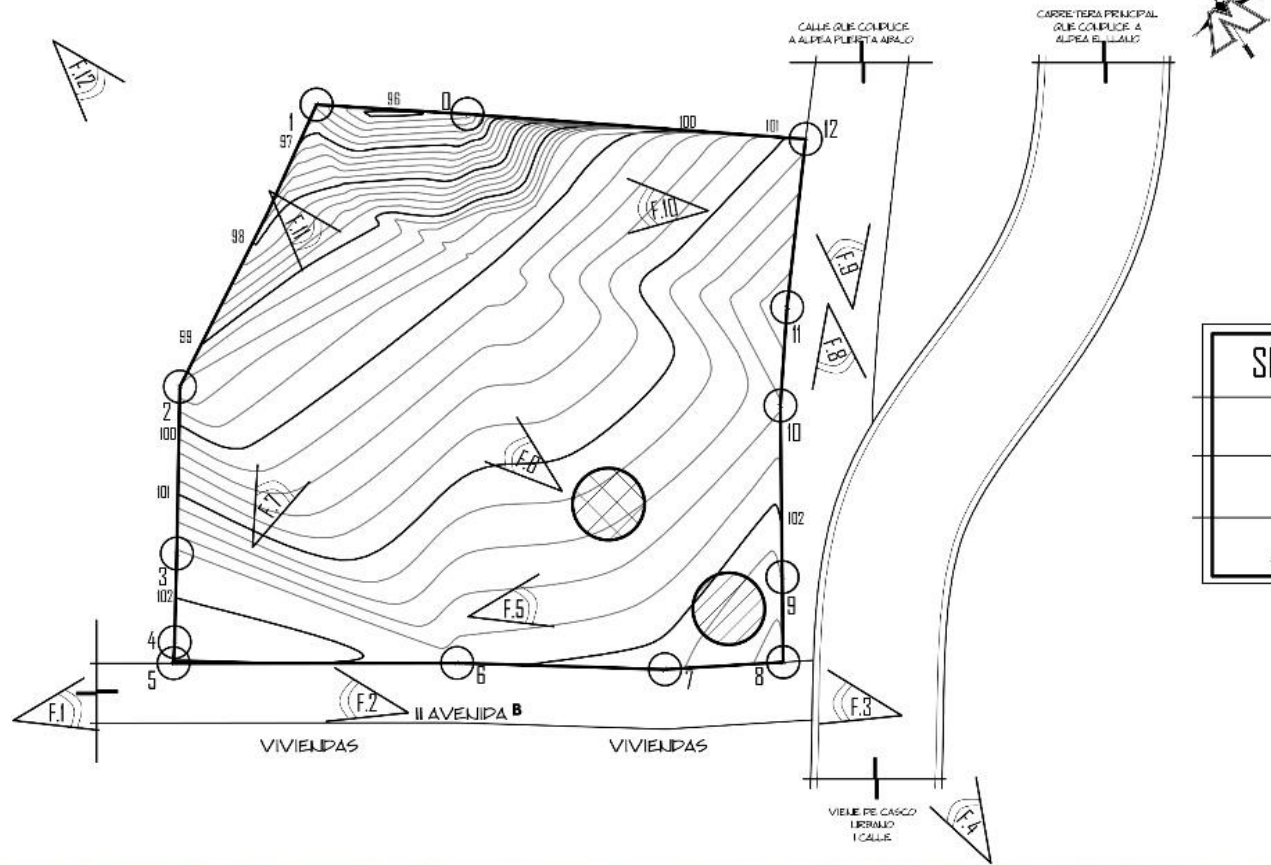 CALLE QUE CONDUCE
A ALDEA PUERTA ABAJO
CARRETERA PRINCIPAL
QUE CONDUCE A
ALDEA EL LLANO
F.12
1
96
0
100
101
12
97
F.10
F.11
98
F.9
11
F.8
99
2
100
10
F.6
101
F.7
102
3
9
102
F.5
4
5
6
7
8
F.1
F.2
II AVENIDA B
F.3
VIVIENDAS
VIVIENDAS
VIENE DE CASCO
URBANO
I CALLE
F.4